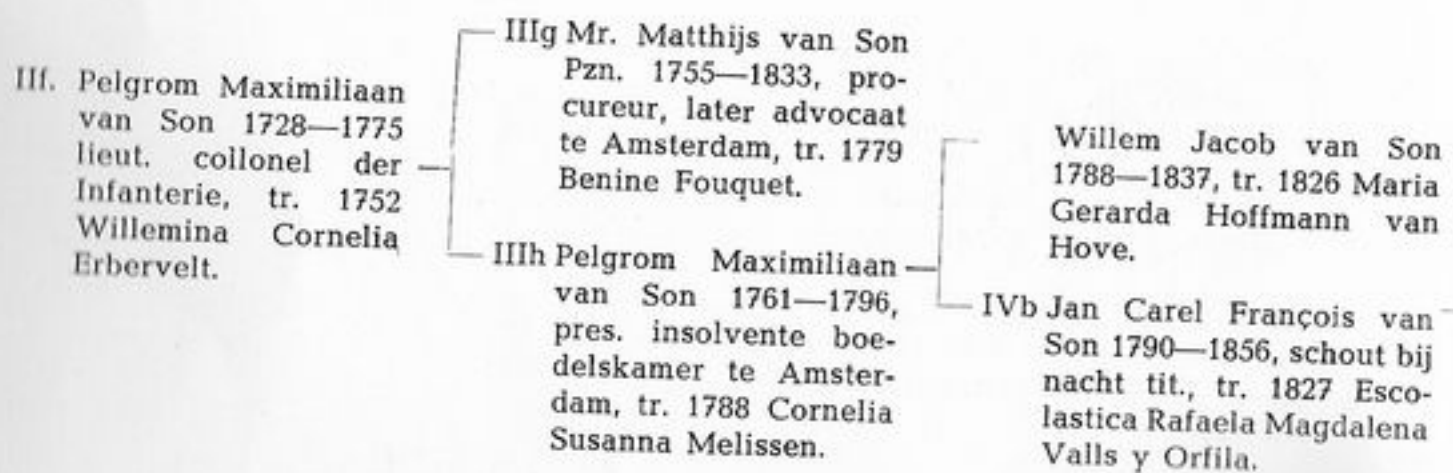 IIIf. Pelgrom Maximiliaan
van Son 1728—1775
lieut. collonel der
Infanterie, tr. 1752
Willemina Cornelia
Erbervelt.
IIIg Mr. Matthijs van Son
Pzn. 1755—1833, pro-
cureur, later advocaat
te Amsterdam, tr. 1779
Benine Fouquet.
IIIh Pelgrom Maximiliaan
van Son 1761—1796,
pres. insolvente boe-
delskamer te Amster-
dam, tr. 1788 Cornelia
Susanna Melissen.
Willem Jacob van Son
1788—1837, tr. 1826 Maria
Gerarda Hoffmann van
Hove.
IVb Jan Carel François van
Son 1790—1856, schout bij
nacht tit., tr. 1827 Esco-
lastica Rafaela Magdalena
Valls y Orfila.